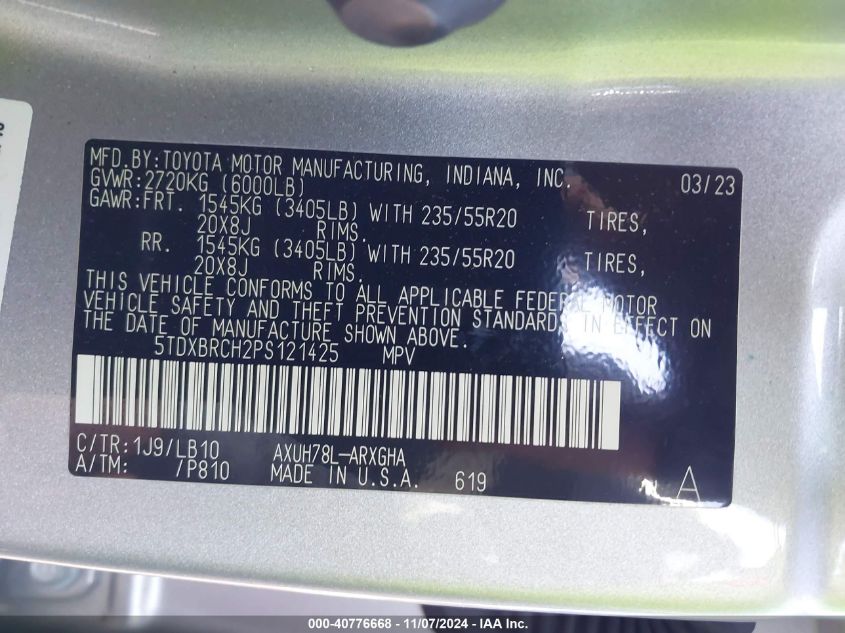 MFD.BY:TOYOTA MOTOR MANUFACTURING, INDIANA, INC. 03/23
GVWR:2720KG (6000LB)
GAWR:FRT. 1545KG (3405LB) WITH 235/55R20 TIRES,
20X8J RIMS.
RR. 1545KG (3405LB) WITH 235/55R20 TIRES,
20X8J RIMS.
THIS VEHICLE CONFORMS TO ALL APPLICABLE FEDERAL MOTOR
VEHICLE SAFETY AND THEFT PREVENTION STANDARDS IN EFFECT ON
THE DATE OF MANUFACTURE SHOWN ABOVE.
5TDXBRCH2PS121425 MPV
C/TR:1J9/LB10 AXUH78L-ARXGHA
A/TM: /P810 MADE IN U.S.A. 619 A
000-40776668 - 11/07/2024 - IAA Inc.